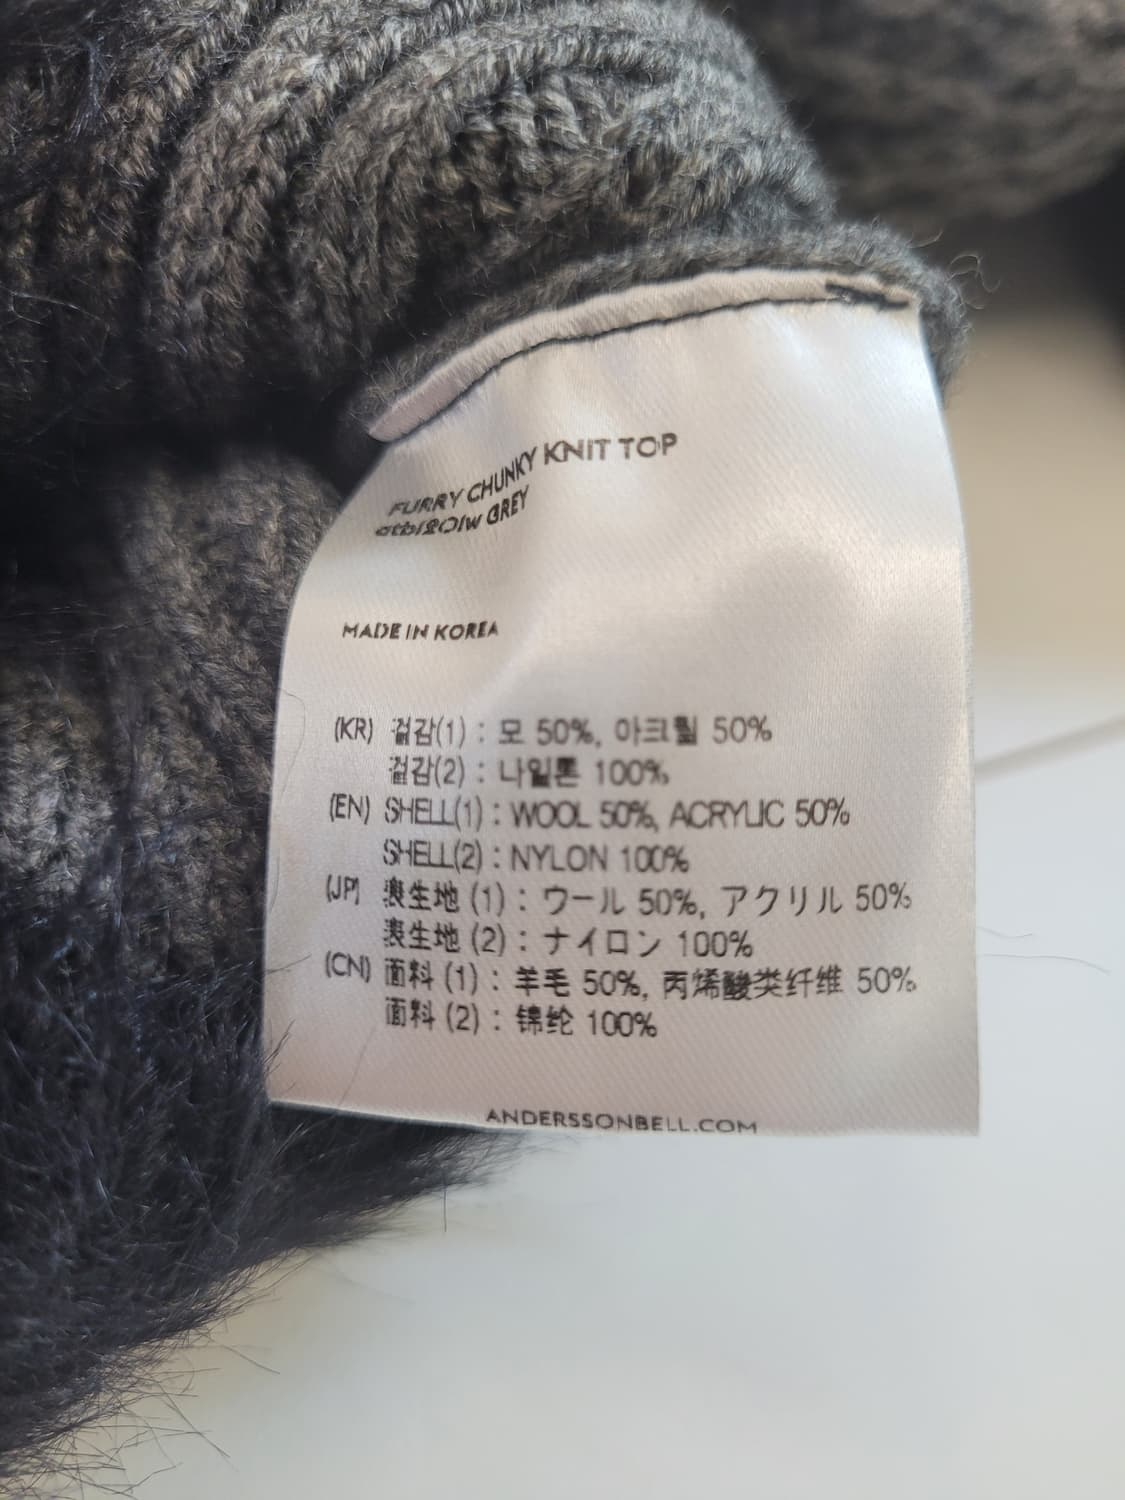 FURRY CHUNKY KNIT TOP
GREY
MADE IN KOREA
(KR) 겉감(1) : 모 50%, 아크릴 50%
겉감(2) : 나일론 100%
(EN) SHELL(1) : WOOL 50%, ACRYLIC 50%
SHELL(2) : NYLON 100%
(JP) 表生地 (1) : ウール 50%, アクリル 50%
表生地 (2) : ナイロン 100%
(CN) 面料 (1) : 羊毛 50%, 丙烯酸类纤维 50%
面料 (2) : 锦纶 100%
ANDERSSONBELL.COM